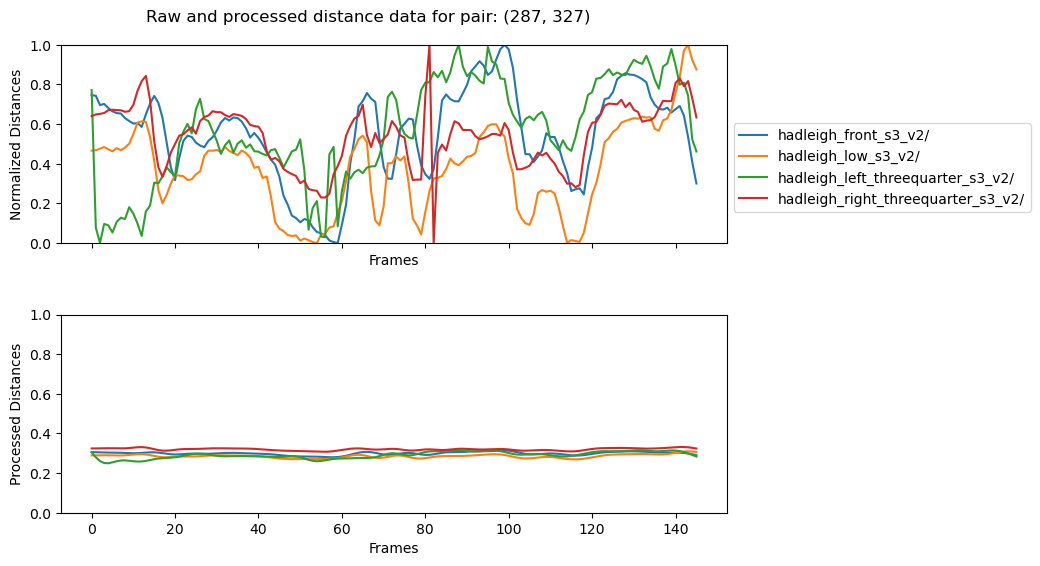 Raw and processed distance data for pair: (287, 327)
1.0
0.8
0.6
0.4
0.2
0.0
Normalized Distances
Frames
hadleigh_front_s3_v2/
hadleigh_low_s3_v2/
hadleigh_left_threequarter_s3_v2/
hadleigh_right_threequarter_s3_v2/
1.0
0.8
0.6
0.4
0.2
0.0
Processed Distances
0 20 40 60 80 100 120 140
Frames